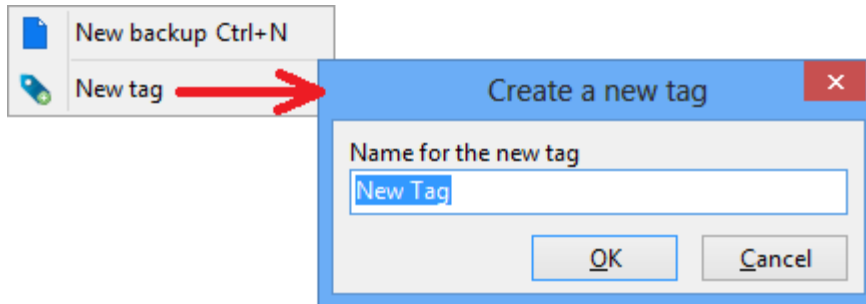 New backup Ctrl+N
New tag
Create a new tag
Name for the new tag
New Tag
OK
Cancel